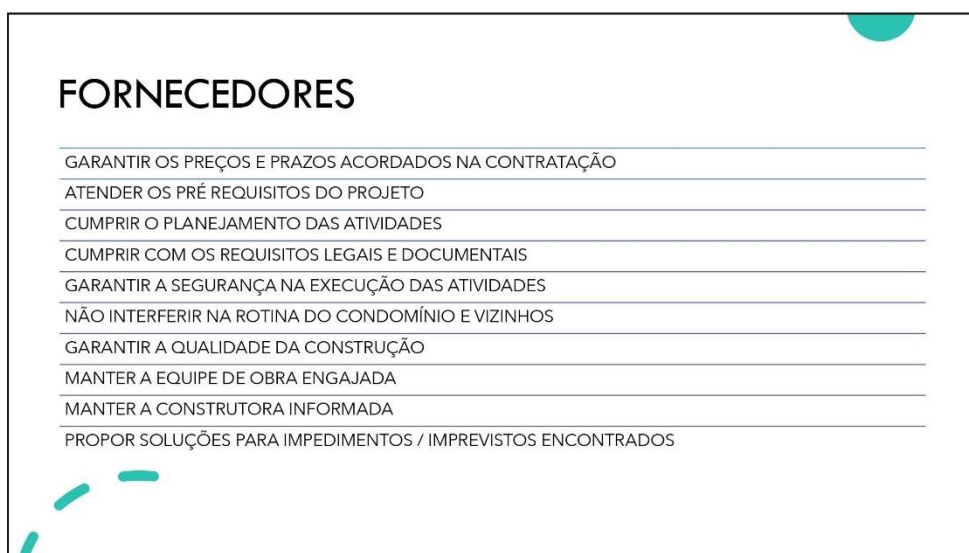 FORNECEDORES
GARANTIR OS PREÇOS E PRAZOS ACORDADOS NA CONTRATAÇÃO
ATENDER OS PRÉ REQUISITOS DO PROJETO
CUMPRIR O PLANEJAMENTO DAS ATIVIDADES
CUMPRIR COM OS REQUISITOS LEGAIS E DOCUMENTAIS
GARANTIR A SEGURANÇA NA EXECUÇÃO DAS ATIVIDADES
NÃO INTERFERIR NA ROTINA DO CONDOMÍNIO E VIZINHOS
GARANTIR A QUALIDADE DA CONSTRUÇÃO
MANTER A EQUIPE DE OBRA ENGAJADA
MANTER A CONSTRUTORA INFORMADA
PROPOR SOLUÇÕES PARA IMPEDIMENTOS / IMPREVISTOS ENCONTRADOS